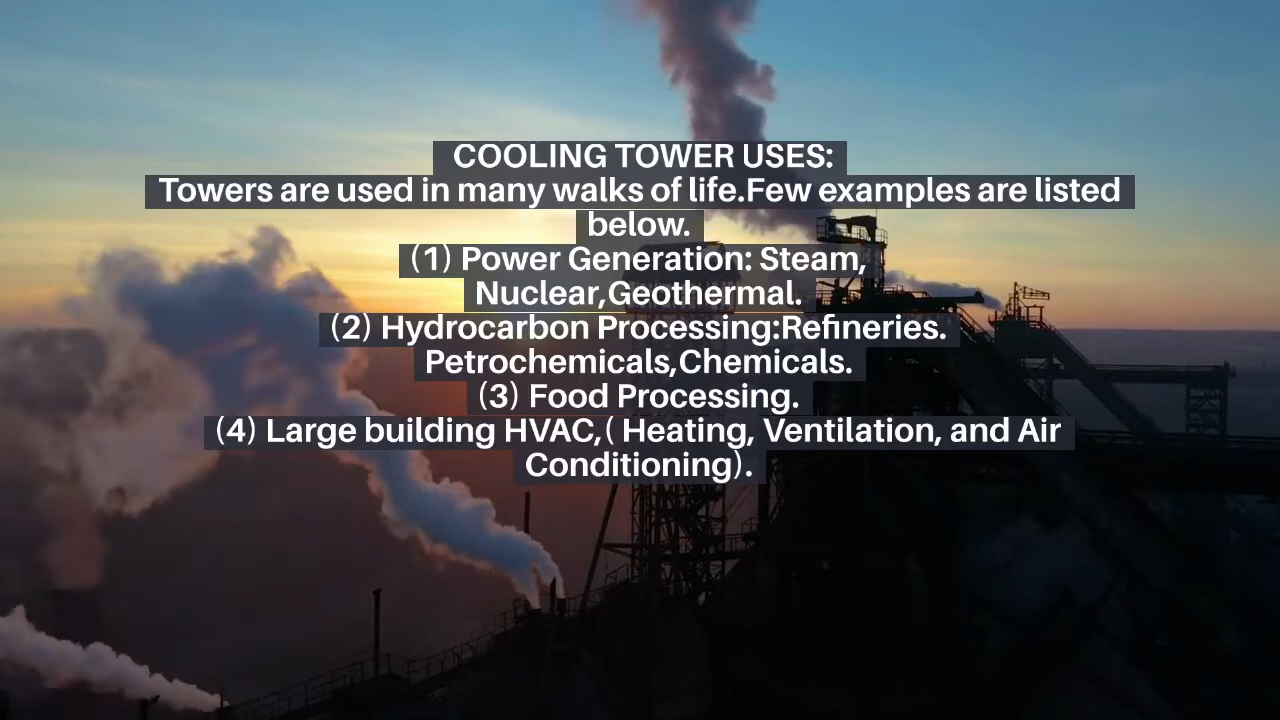 COOLING TOWER USES:
Towers are used in many walks of life.Few examples are listed
below.
(1) Power Generation: Steam,
Nuclear,Geothermal.
(2) Hydrocarbon Processing:Refineries.
Petrochemicals,Chemicals.
(3) Food Processing.
(4) Large building HVAC,( Heating, Ventilation, and Air
Conditioning).